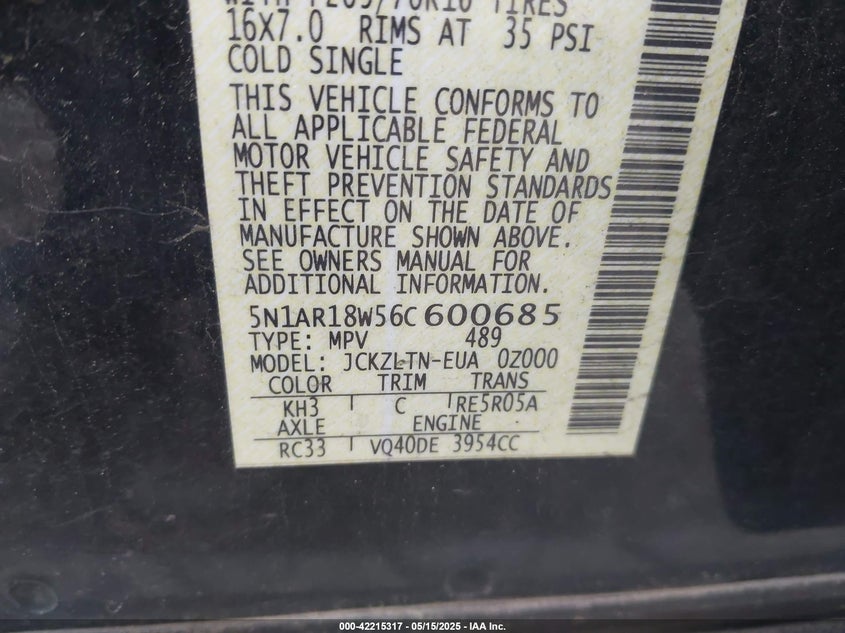 16X7.0 RIMS AT 35 PSI
COLD SINGLE
THIS VEHICLE CONFORMS TO
ALL APPLICABLE FEDERAL
MOTOR VEHICLE SAFETY AND
THEFT PREVENTION STANDARDS
IN EFFECT ON THE DATE OF
MANUFACTURE SHOWN ABOVE.
SEE OWNERS MANUAL FOR
ADDITIONAL INFORMATION.
5N1AR18W56C600685
TYPE: MPV 489
MODEL: JCKZLTN-EUA 0Z000
COLOR TRIM TRANS
KH3 C RE5R05A
AXLE ENGINE
RC33 VQ40DE 3954CC
000-42215317 | 05/15/2025 | IAA Inc.